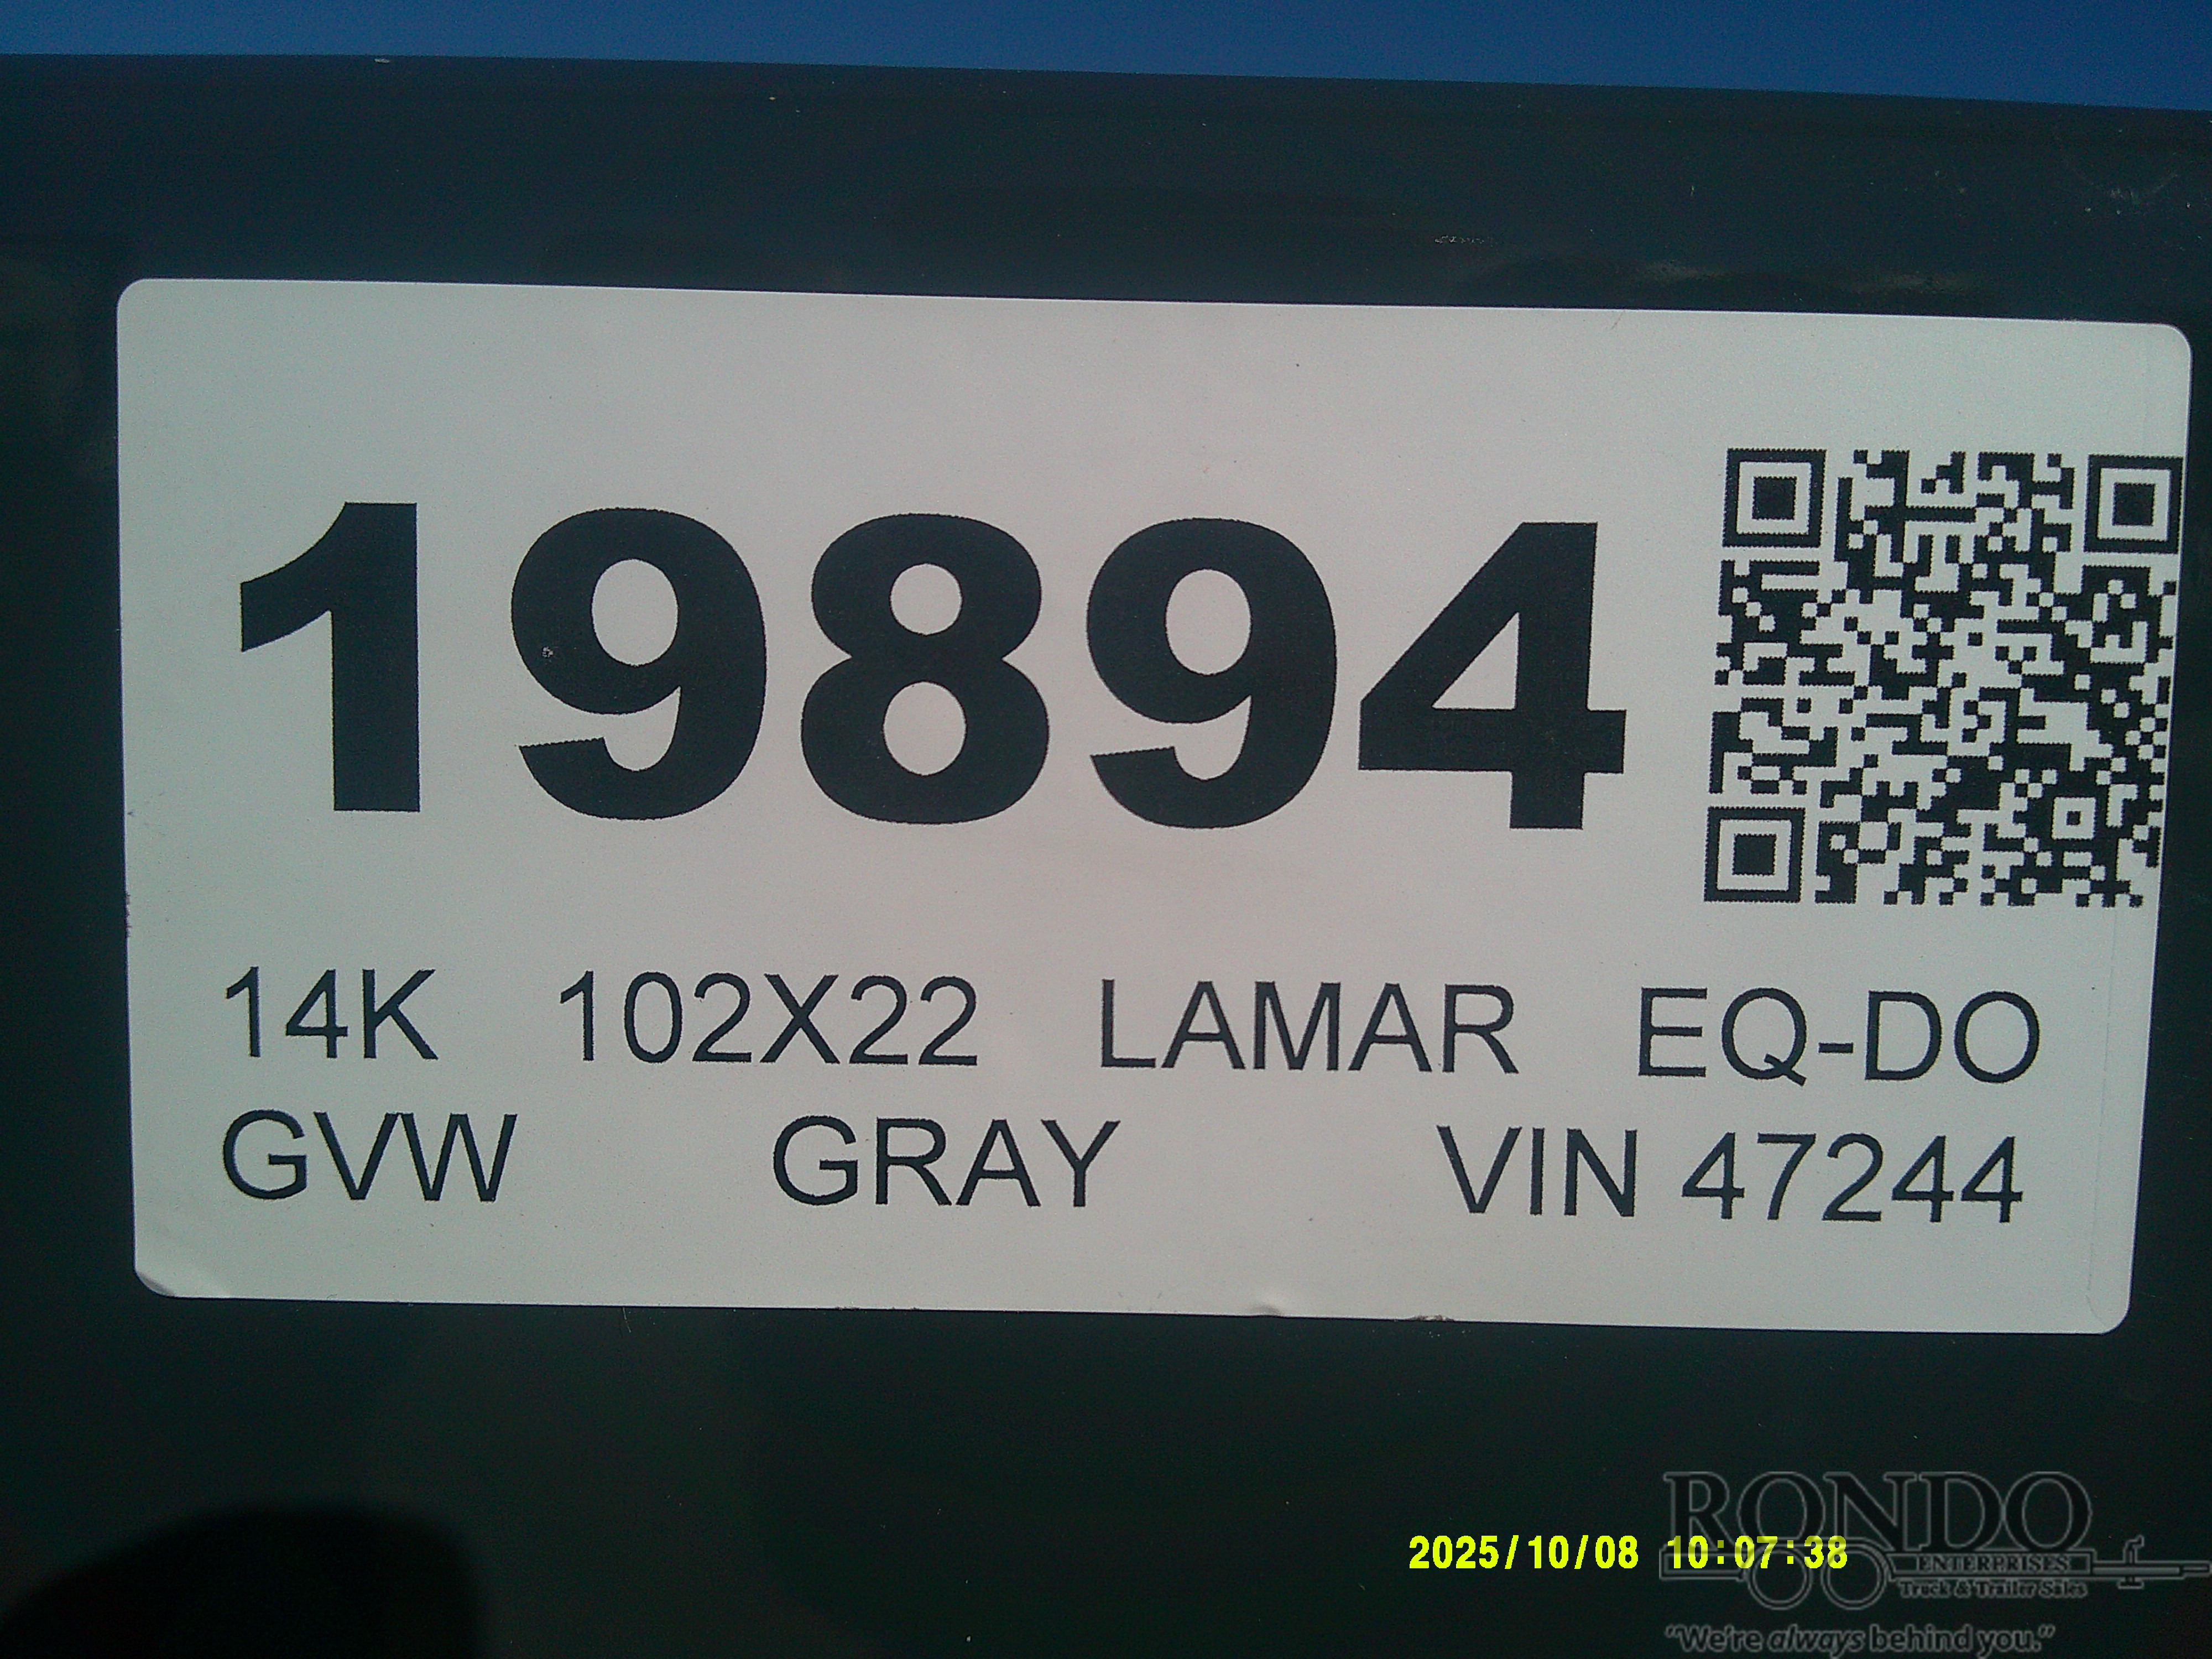 19894
14K 102X22 LAMAR EQ-DO
GVW GRAY VIN 47244
2025/10/08 10:07:38
RONDO
ENTERPRISES
Truck & Trailer Sales
"We're always behind you."